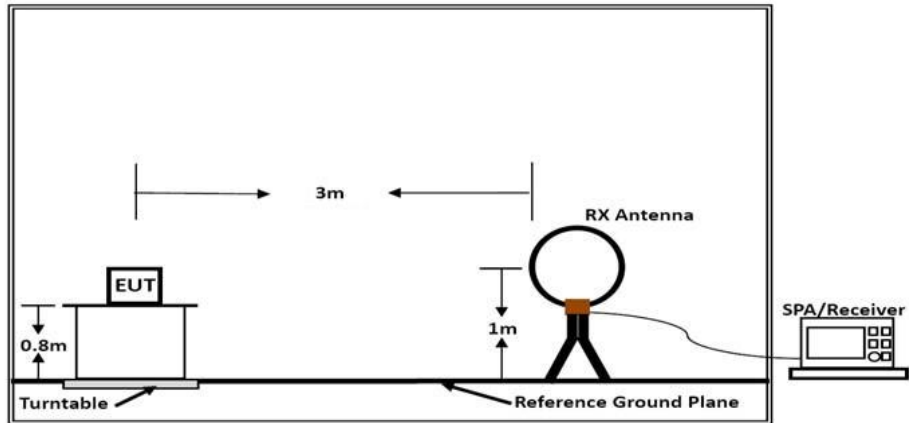 3m
RX Antenna
EUT
SPA/Receiver
0.8m
1m
Turntable
Reference Ground Plane